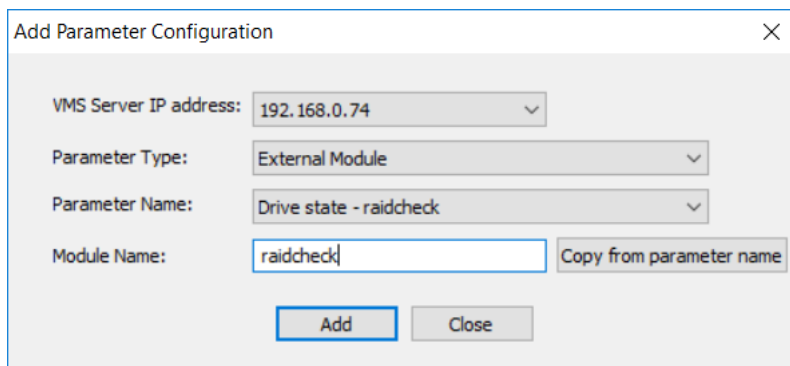 Add Parameter Configuration
VMS Server IP address: 192.168.0.74
Parameter Type: External Module
Parameter Name: Drive state - raidcheck
Module Name: raidcheck Copy from parameter name
Add Close